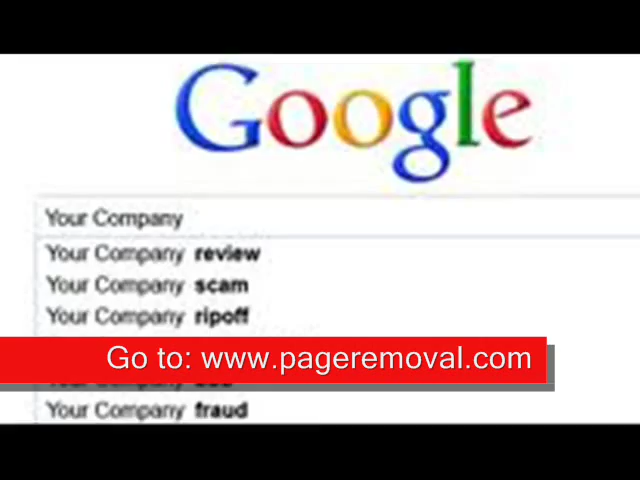 Google
Your Company
Your Company review
Your Company scam
Your Company ripoff
Go to: www.pageremoval.com
Your Company fraud